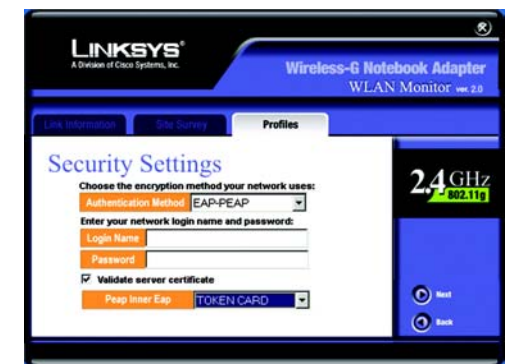 LINKSYS®
A Division of Cisco Systems, Inc.
Wireless-G Notebook Adapter
WLAN Monitor ver. 2.0
Link Information
Site Survey
Profiles
Security Settings
Choose the encryption method your network uses:
Authentication Method EAP-PEAP
Enter your network login name and password:
Login Name
Password
Validate server certificate
Peap Inner Eap TOKEN CARD
2.4 GHz
802.11g
Next
Back